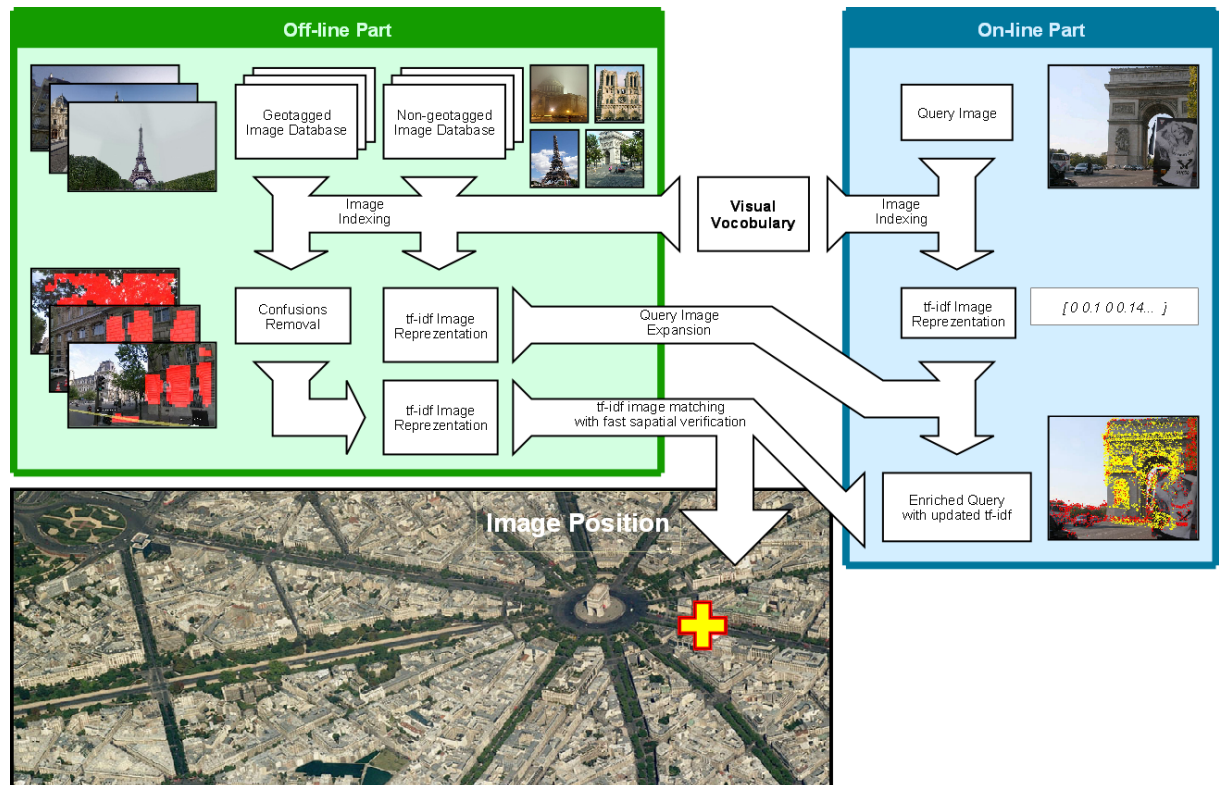 Off-line Part
On-line Part
Geotagged
Image Database
Non-geotagged
Image Database
Query Image
Image
Indexing
Visual
Vocobulary
Image
Indexing
Confusions
Removal
tf-idf Image
Reprezentation
Query Image
Expansion
tf-idf Image
Reprezentation
[ 0 0.1 0 0.14... ]
tf-idf Image
Reprezentation
tf-idf image matching
with fast sapatial verification
Enriched Query
with updated tf-idf
Image Position